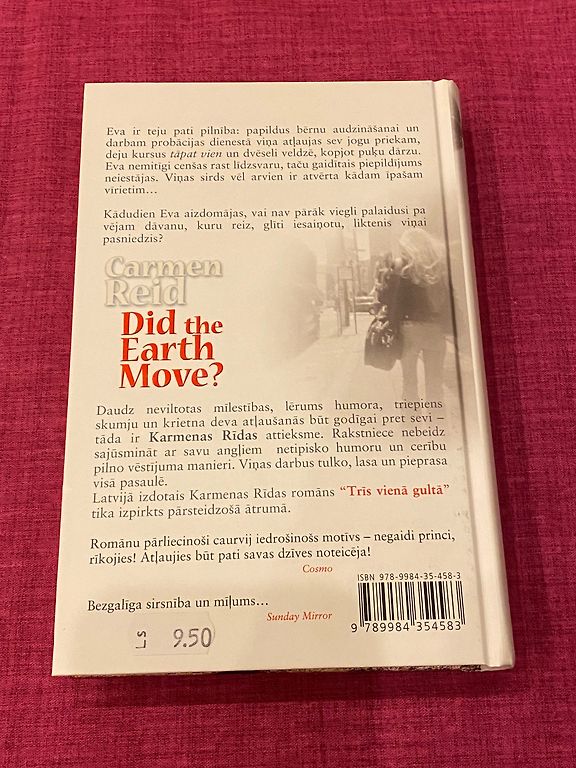 Eva ir teju pati pilnība: papildus bērnu audzināšanai un
darbam probācijas dienestā viņa atļaujas sev jogu priekam,
deju kursus tāpat vien un dvēseli veldzē, kopjot puķu dārzu.
Eva nemitīgi cenšas rast līdzsvaru, taču gaidītais piepildījums
neiestājas. Viņas sirds vēl arvien ir atvērta kādam īpašam
vīrietim...
Kādudien Eva aizdomājas, vai nav pārāk viegli palaidusi pa
vējam dāvanu, kuru reiz, glīti iesaiņotu, liktenis viņai
pasniedzis?
Carmen
Reid
Did the
Earth
Move?
Daudz neviltotas mīlestības, lērums humora, trīepiens
skumju un krietna deva atļaušanās būt godīgai pret sevi –
tāda ir Karmenas Rīdas attieksme. Rakstniece nebeidz
sajūsmināt ar savu angļiem netipisko humoru un cerību
pilno vēstījuma manieri. Viņas darbus tulko, lasa un pieprasa
visā pasaulē.
Latvijā izdotais Karmenas Rīdas romāns “Trīs vienā gultā”
tika izpirkts pārsteidzošā ātrumā.
Romānu pārliecinoši caurvij iedrošinošs motīvs – negaidi princi,
rīkojies! Atļaujies būt pati savas dzīves noteicēja!
Cosmo
Bezgalīga sirsnība un mīļums...
Sunday Mirror
ISBN 978-9984-35-458-3
9 789984 354583
LS 9.50